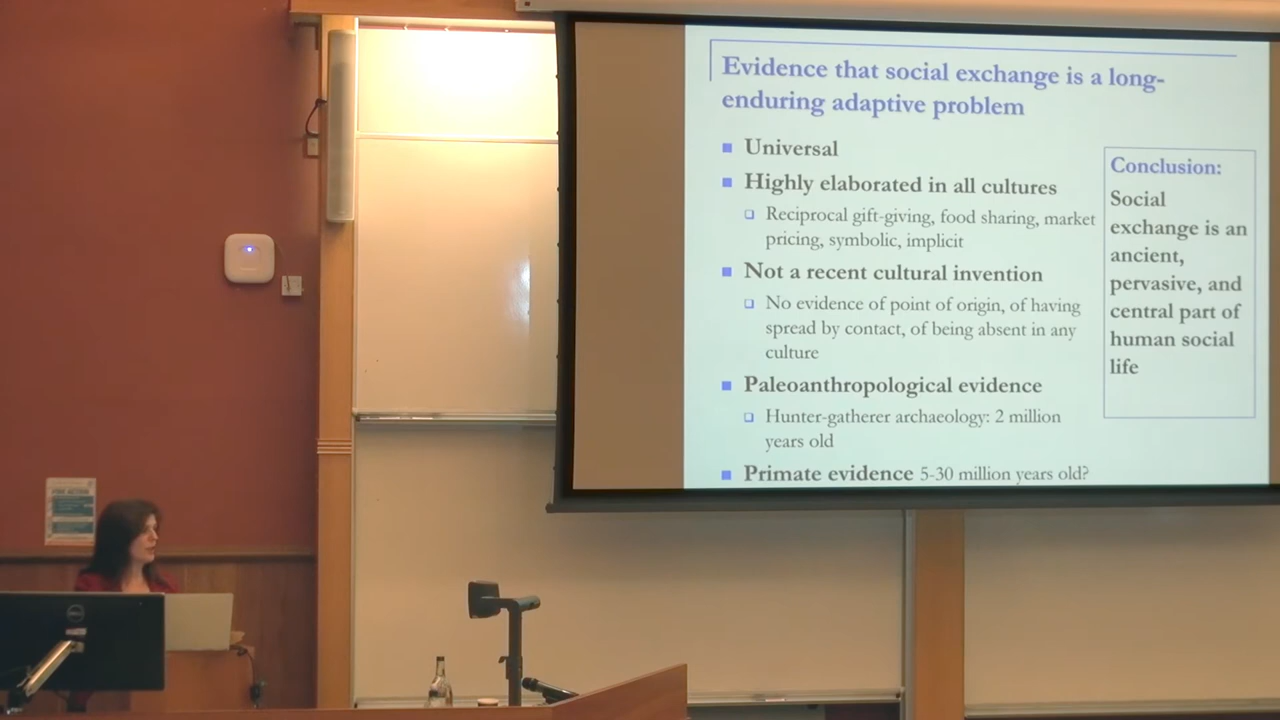 Evidence that social exchange is a long-
enduring adaptive problem
Universal
Highly elaborated in all cultures
Reciprocal gift-giving, food sharing, market
pricing, symbolic, implicit
Not a recent cultural invention
No evidence of point of origin, of having
spread by contact, of being absent in any
culture
Paleoanthropological evidence
Hunter-gatherer archaeology: 2 million
years old
Primate evidence 5-30 million years old?
Conclusion:
Social
exchange is an
ancient,
pervasive, and
central part of
human social
life
DELL